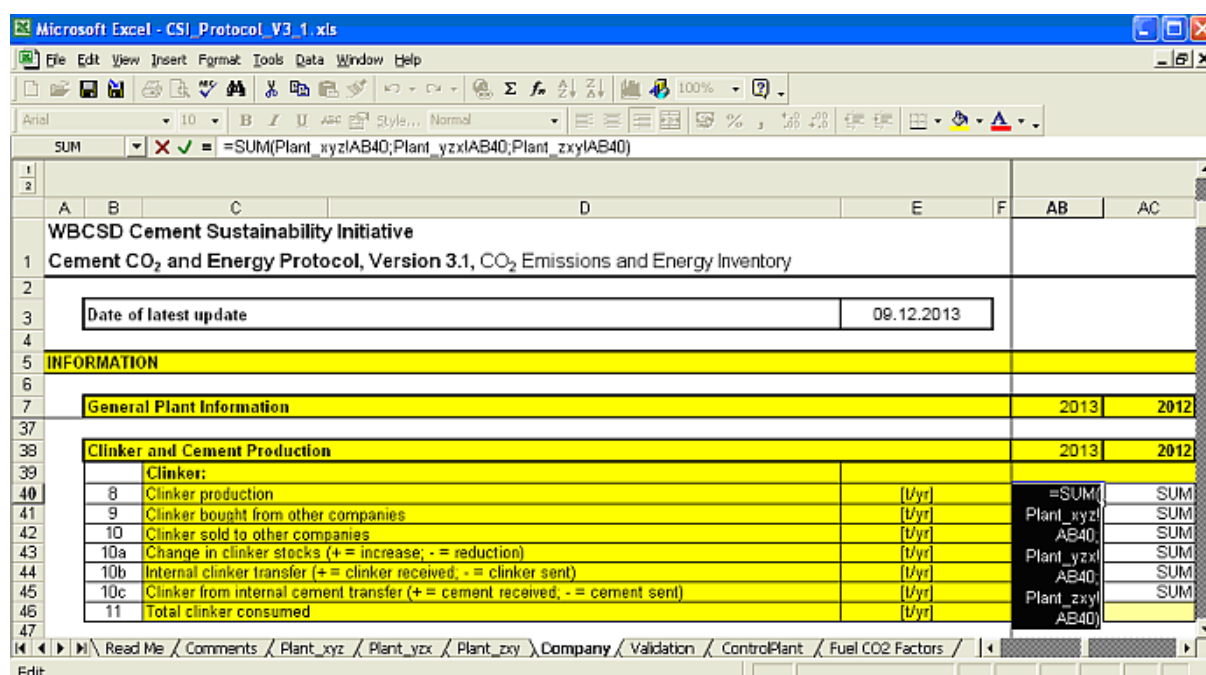 Microsoft Excel - CSI_Protocol_V3_1.xls
File Edit View Insert Format Tools Data Window Help
100%
Arial 10 B I U ABC Style... Normal % ,
SUM =SUM(Plant_xyz!AB40;Plant_yzx!AB40;Plant_zxy!AB40)
1
2
A B C D E F AB AC
WBCSD Cement Sustainability Initiative
1 Cement CO₂ and Energy Protocol, Version 3.1, CO₂ Emissions and Energy Inventory
2
3 Date of latest update 09.12.2013
4
5 INFORMATION
6
7 General Plant Information 2013 2012
37
38 Clinker and Cement Production 2013 2012
39 Clinker:
40 8 Clinker production [t/yr] =SUM( SUM
41 9 Clinker bought from other companies [t/yr] Plant_xyz! SUM
42 10 Clinker sold to other companies [t/yr] AB40; SUM
43 10a Change in clinker stocks (+ = increase; - = reduction) [t/yr] Plant_yzx! SUM
44 10b Internal clinker transfer (+ = clinker received; - = clinker sent) [t/yr] AB40; SUM
45 10c Clinker from internal cement transfer (+ = cement received; - = cement sent) [t/yr] Plant_zxy! SUM
46 11 Total clinker consumed [t/yr] AB40)
47
Read Me / Comments / Plant_xyz / Plant_yzx / Plant_zxy \ Company / Validation / ControlPlant / Fuel CO2 Factors /
Edit